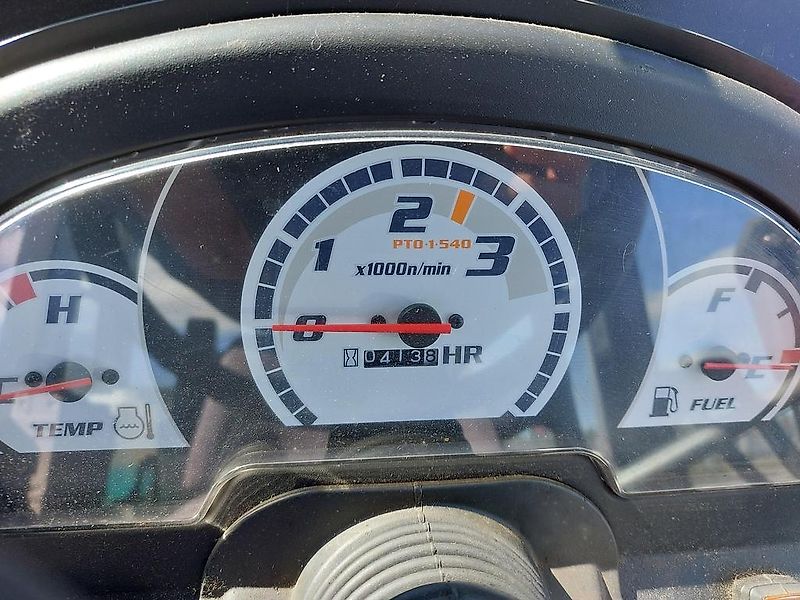 H
C
TEMP
0
1
2
3
PTO-1-540
x1000n/min
04138 HR
F
E
FUEL